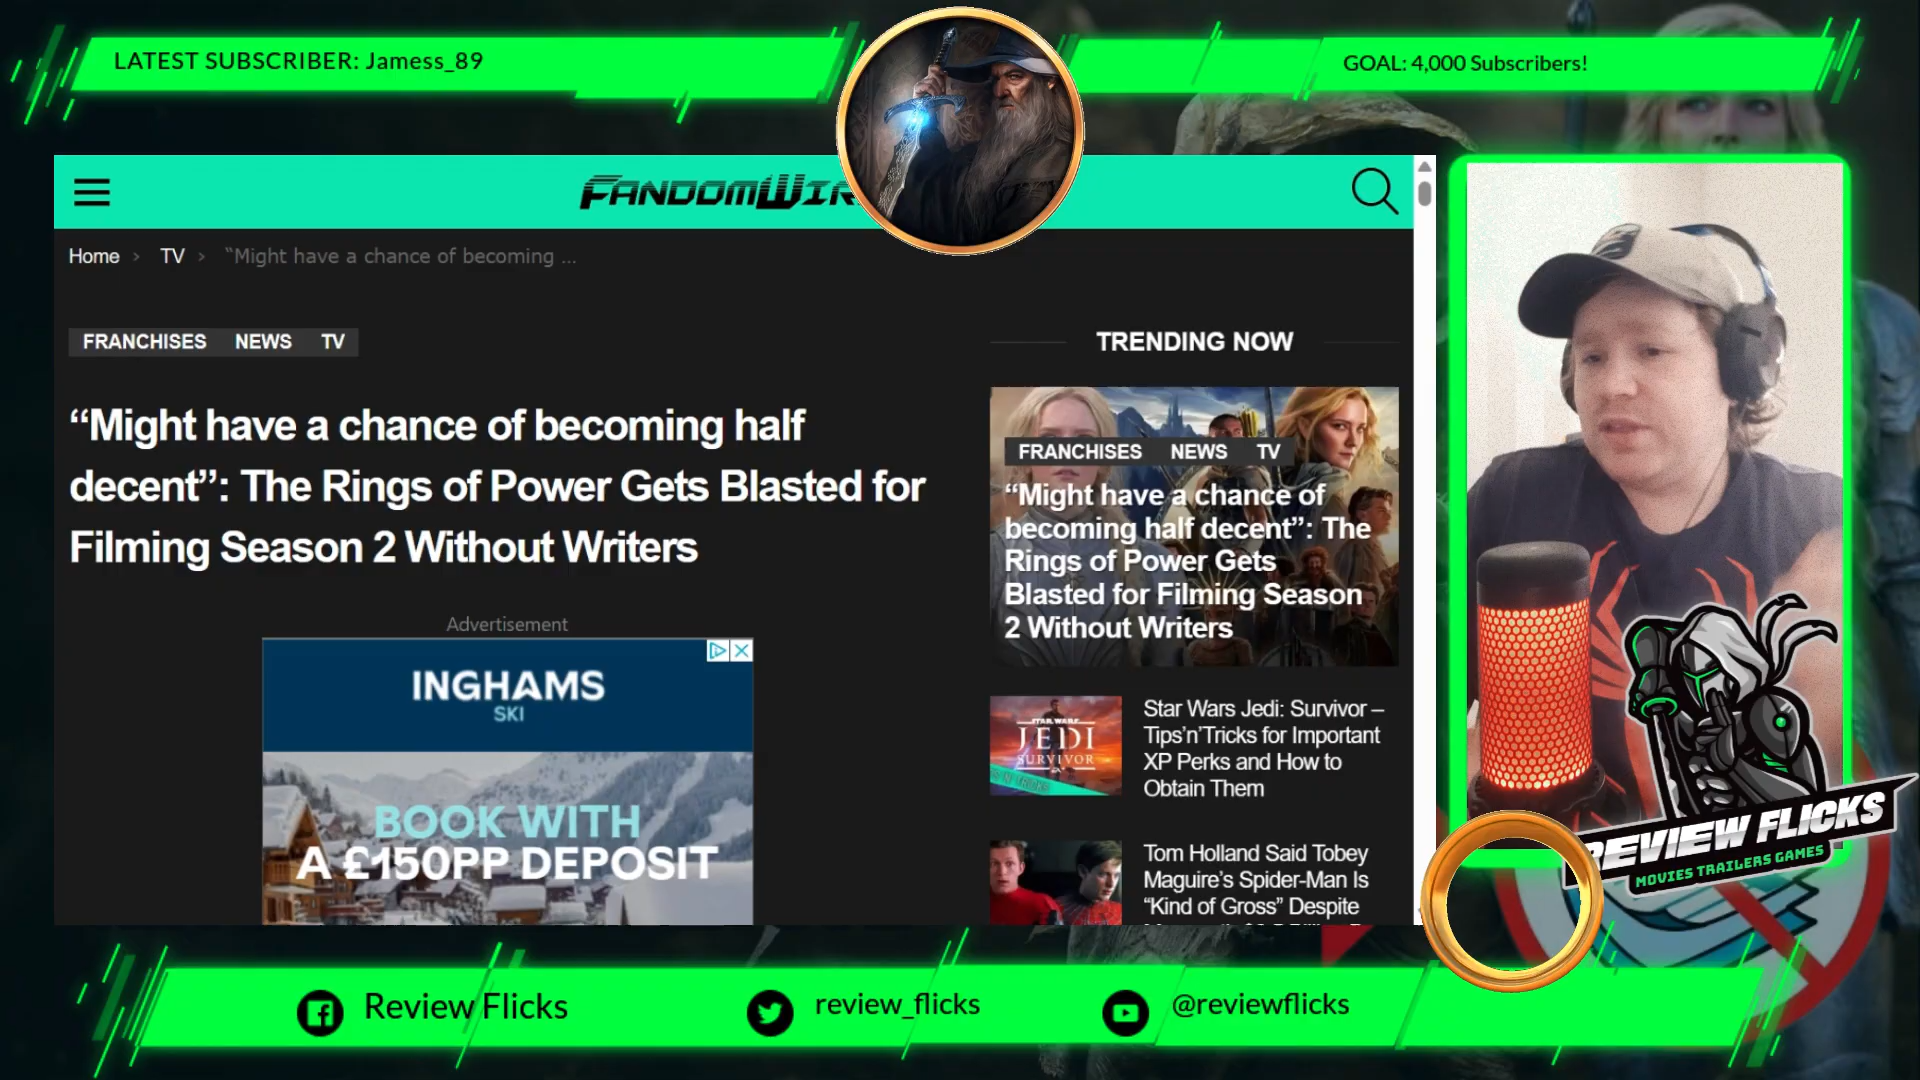 LATEST SUBSCRIBER: Jamess_89
GOAL: 4,000 Subscribers!
Home > TV > “Might have a chance of becoming ...
FRANCHISES NEWS TV
“Might have a chance of becoming half
decent”: The Rings of Power Gets Blasted for
Filming Season 2 Without Writers
Advertisement
INGHAMS
SKI
BOOK WITH
A £150PP DEPOSIT
TRENDING NOW
FRANCHISES NEWS TV
“Might have a chance of
becoming half decent”: The
Rings of Power Gets
Blasted for Filming Season
2 Without Writers
STAR WARS
JEDI
SURVIVOR
Star Wars Jedi: Survivor –
Tips’n’Tricks for Important
XP Perks and How to
Obtain Them
Tom Holland Said Tobey
Maguire’s Spider-Man Is
“Kind of Gross” Despite
REVIEW FLICKS
MOVIES TRAILERS GAMES
Review Flicks
review_flicks
@reviewflicks